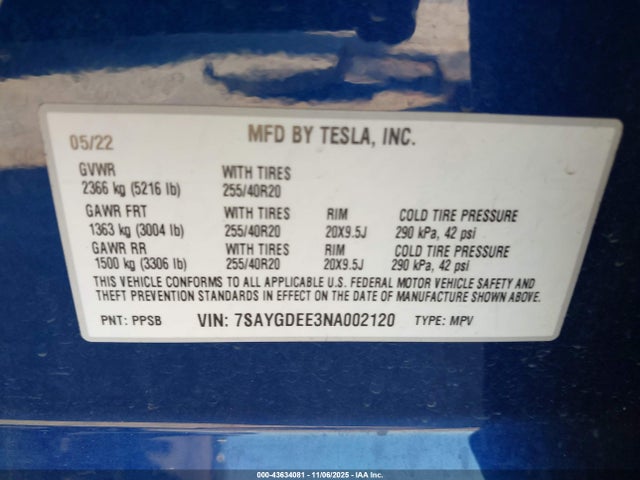 05/22 MFD BY TESLA, INC.
GVWR WITH TIRES
2366 kg (5216 lb) 255/40R20
GAWR FRT WITH TIRES RIM COLD TIRE PRESSURE
1363 kg (3004 lb) 255/40R20 20X9.5J 290 kPa, 42 psi
GAWR RR WITH TIRES RIM COLD TIRE PRESSURE
1500 kg (3306 lb) 255/40R20 20X9.5J 290 kPa, 42 psi
THIS VEHICLE CONFORMS TO ALL APPLICABLE U.S. FEDERAL MOTOR VEHICLE SAFETY AND
THEFT PREVENTION STANDARDS IN EFFECT ON THE DATE OF MANUFACTURE SHOWN ABOVE.
PNT: PPSB VIN: 7SAYGDEE3NA002120 TYPE: MPV
000-43634081 - 11/06/2025 - IAA Inc.